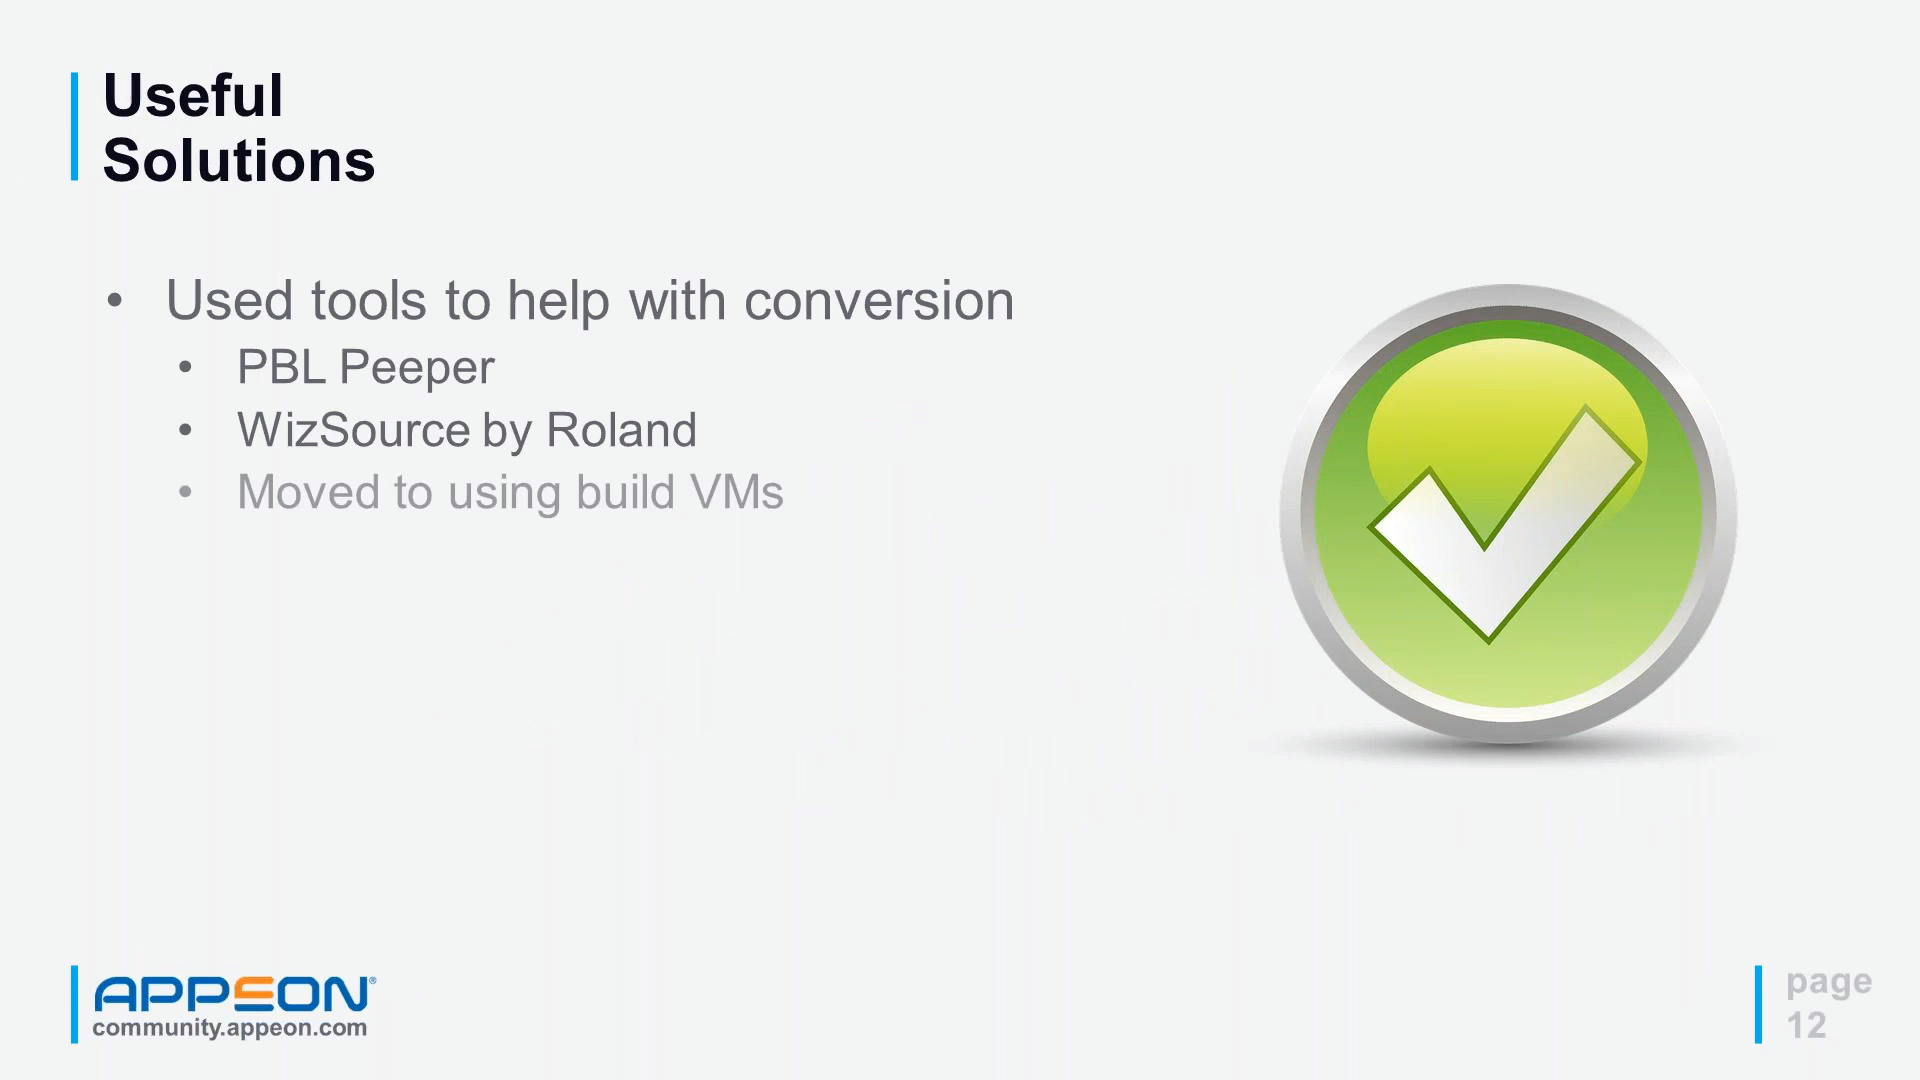 Useful
Solutions
• Used tools to help with conversion
• PBL Peeper
• WizSource by Roland
• Moved to using build VMs
APPEON®
community.appeon.com
page
12